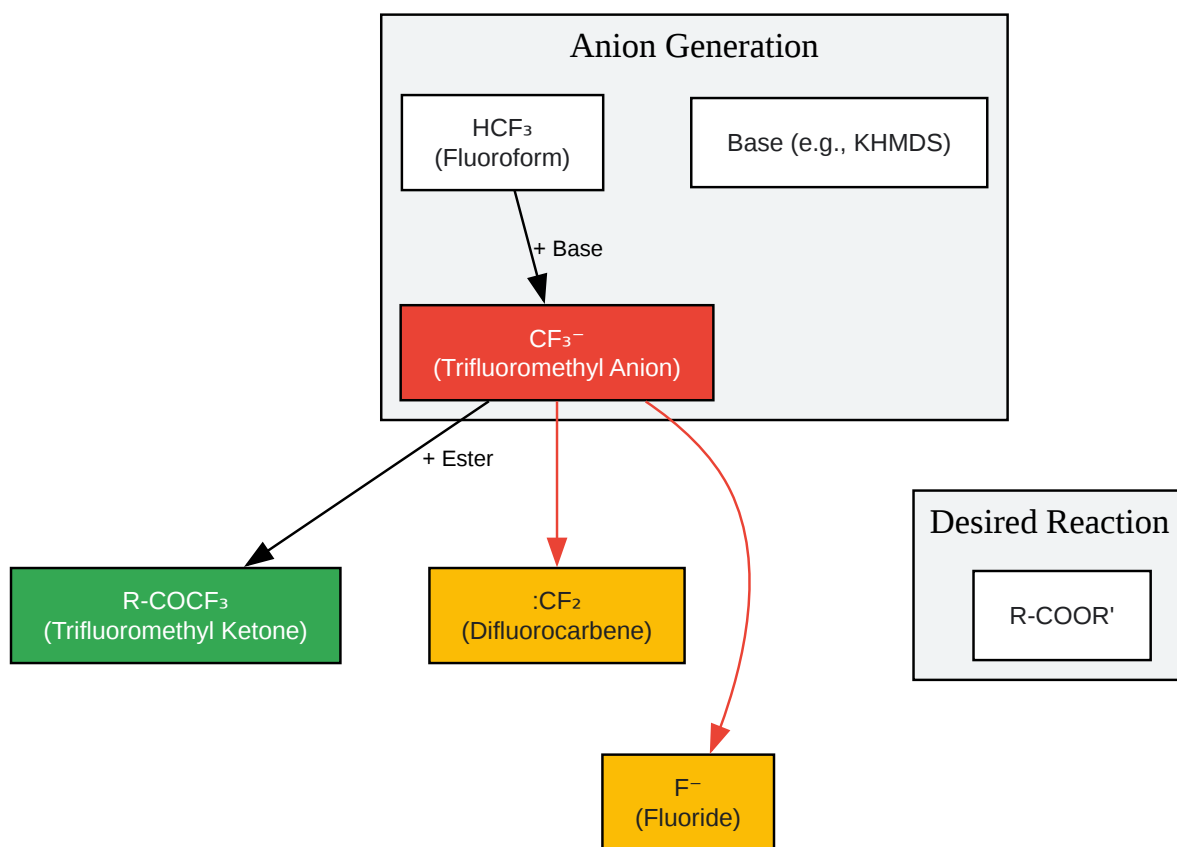 Anion Generation
HCF₃
(Fluoroform)
Base (e.g., KHMDS)
+ Base
CF₃⁻
(Trifluoromethyl Anion)
+ Ester
Desired Reaction
R-COCF₃
(Trifluoromethyl Ketone)
:CF₂
(Difluorocarbene)
R-COOR'
F⁻
(Fluoride)